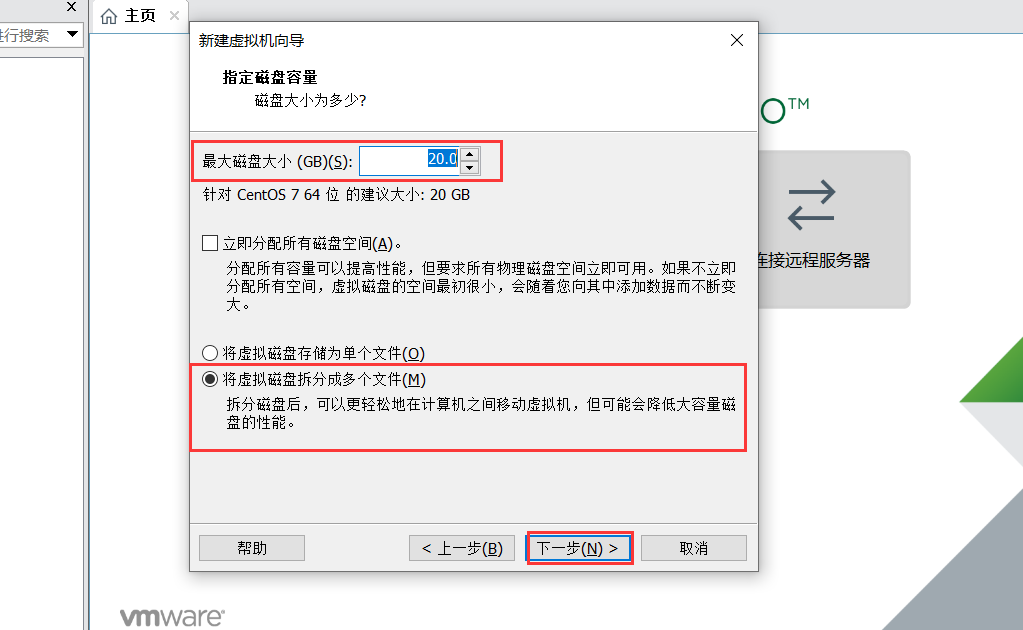 主页
进行搜索
新建虚拟机向导
指定磁盘容量
磁盘大小为多少?
TM
最大磁盘大小 (GB)(S): 20.0
针对 CentOS 7 64 位 的建议大小: 20 GB
立即分配所有磁盘空间(A)。
分配所有容量可以提高性能，但要求所有物理磁盘空间立即可用。如果不立即
分配所有空间，虚拟磁盘的空间最初很小，会随着您向其中添加数据而不断变
大。
连接远程服务器
将虚拟磁盘存储为单个文件(O)
将虚拟磁盘拆分成多个文件(M)
拆分磁盘后，可以更轻松地在计算机之间移动虚拟机，但可能会降低大容量磁
盘的性能。
帮助
< 上一步(B)
下一步(N) >
取消
vmware